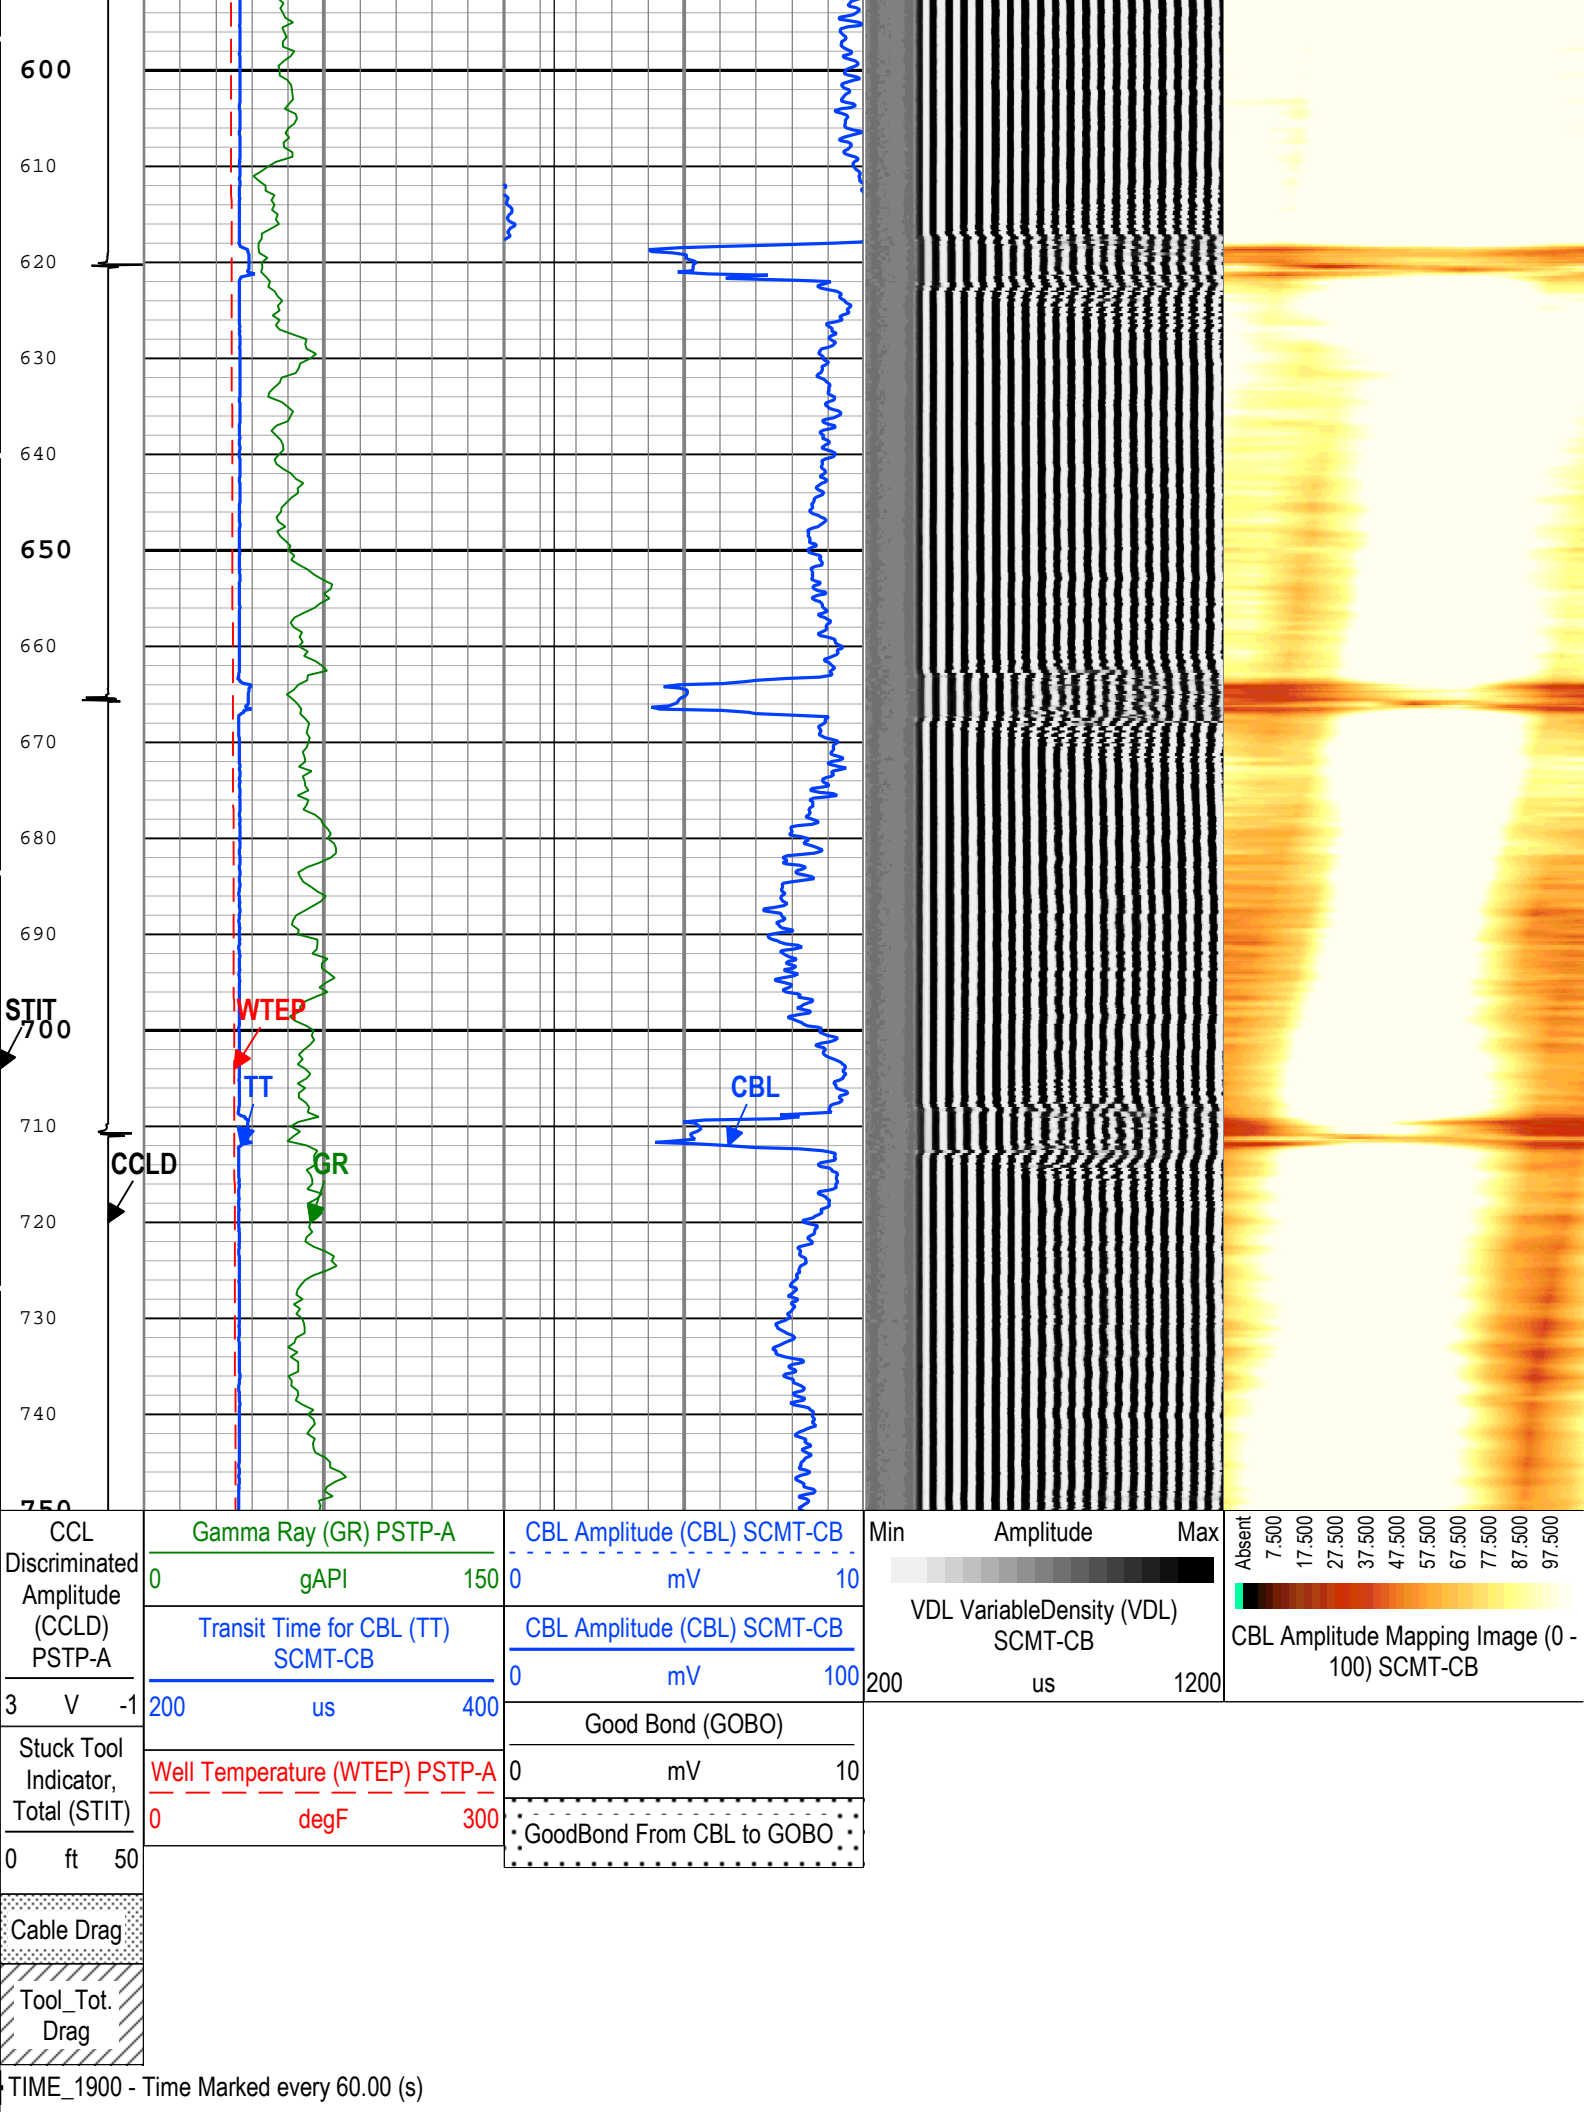 600
610
620
630
640
650
660
670
680
690
STIT
WTEP
700
TT
CBL
710
CCLD
GR
720
730
740
750
CCL
Discriminated
Amplitude
(CCLD)
PSTP-A
3 V -1
Stuck Tool
Indicator,
Total (STIT)
0 ft 50
Cable Drag
Tool_Tot.
Drag
Gamma Ray (GR) PSTP-A
0 gAPI 150
Transit Time for CBL (TT)
SCMT-CB
200 us 400
Well Temperature (WTEP) PSTP-A
0 degF 300
CBL Amplitude (CBL) SCMT-CB
0 mV 10
CBL Amplitude (CBL) SCMT-CB
0 mV 100
Good Bond (GOBO)
0 mV 10
GoodBond From CBL to GOBO
Min Amplitude Max
VDL VariableDensity (VDL)
SCMT-CB
200 us 1200
Absent
7.500
17.500
27.500
37.500
47.500
57.500
67.500
77.500
87.500
97.500
CBL Amplitude Mapping Image (0 -
100) SCMT-CB
TIME_1900 - Time Marked every 60.00 (s)